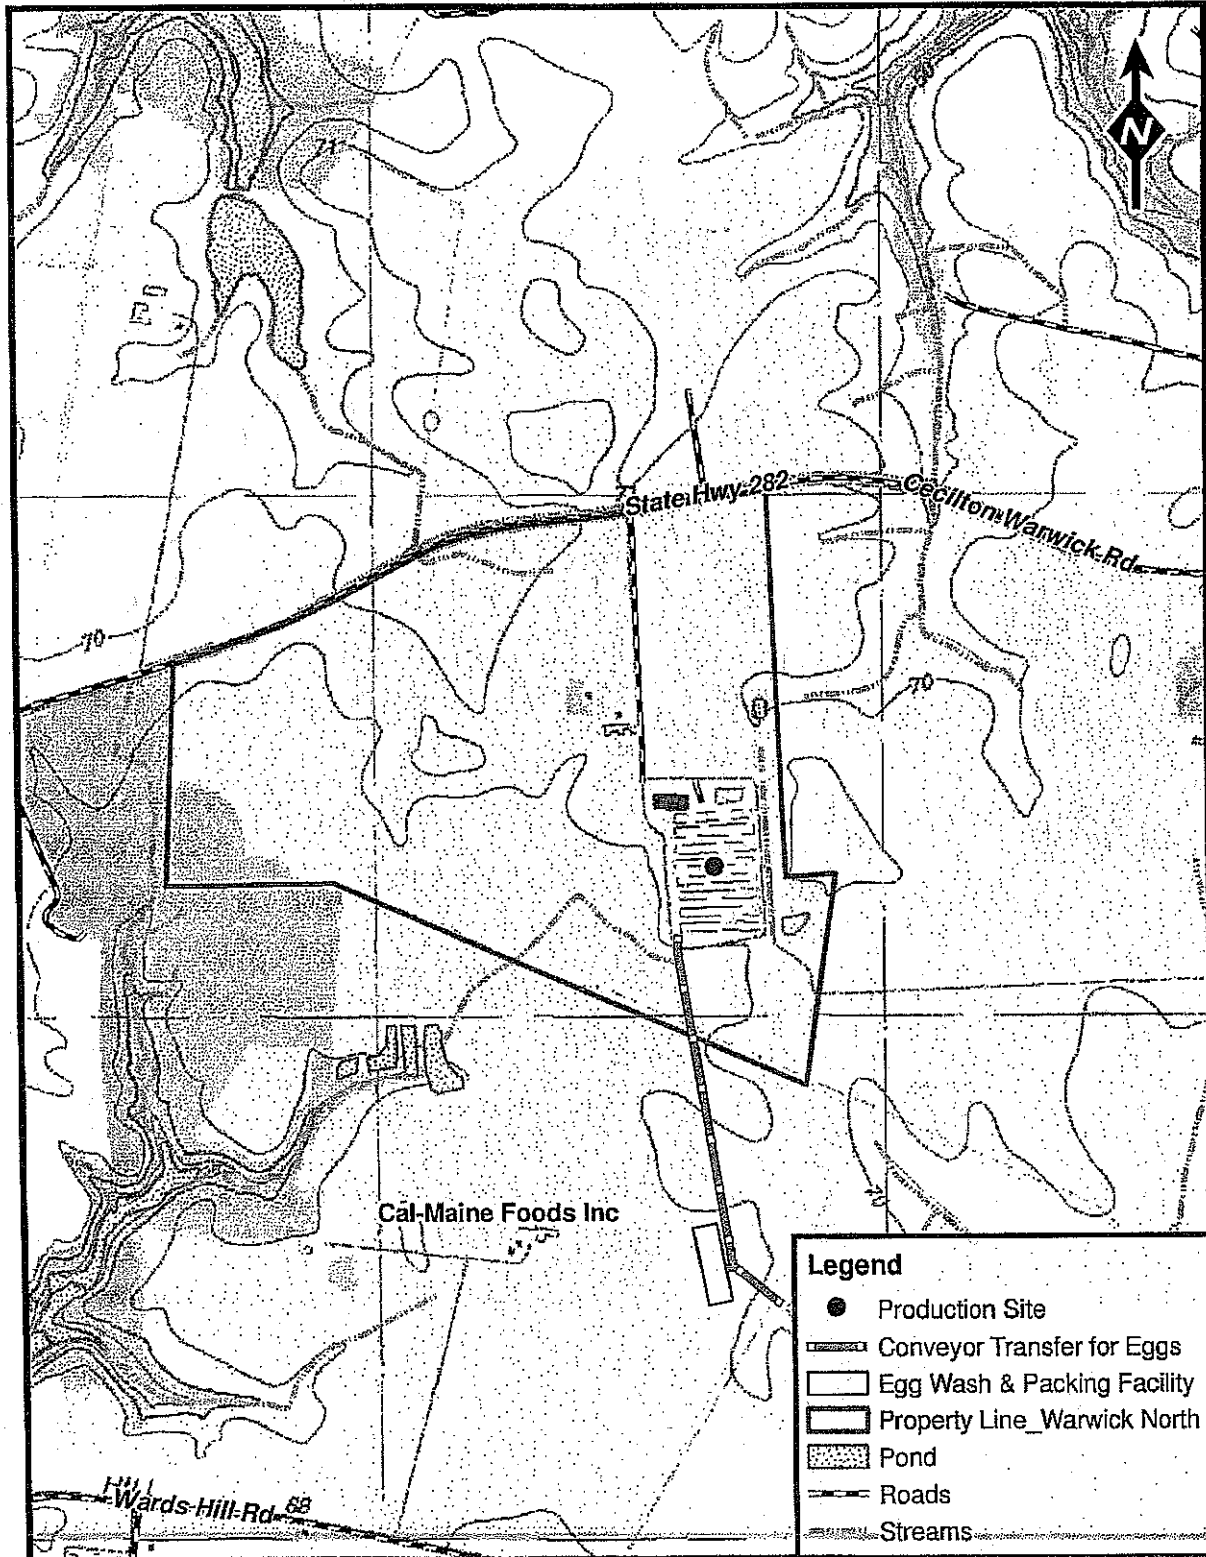 N
71
State Hwy 282
Cecilton Warwick Rd
70
70
Cal-Maine Foods Inc
Wards Hill Rd
68
Legend
Production Site
Conveyor Transfer for Eggs
Egg Wash & Packing Facility
Property Line_Warwick North
Pond
Roads
Streams